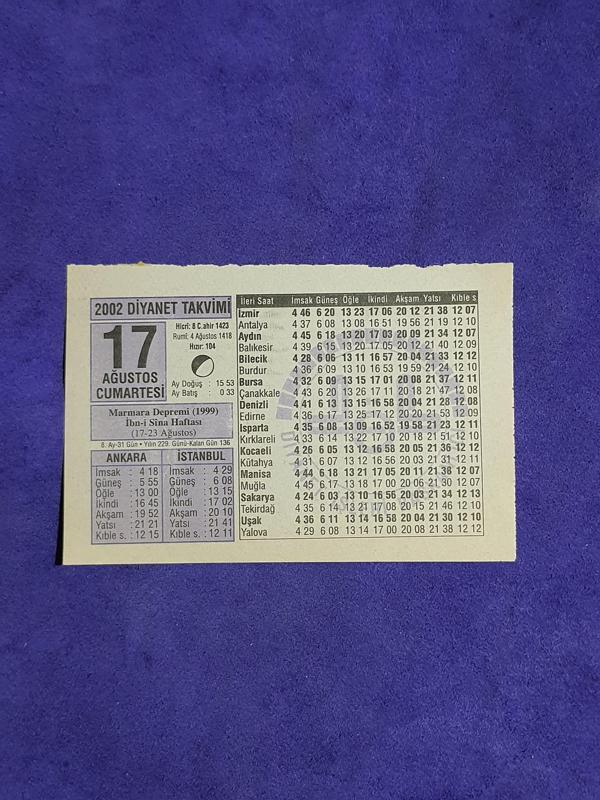 2002 DİYANET TAKVİMİ
17
AĞUSTOS
CUMARTESİ
Hicri: 8 C.ahir 1423
Rumi: 4 Ağustos 1418
Hızır: 104
Ay Doğuş : 15 53
Ay Batış : 0 33
Marmara Depremi (1999)
İbn-i Sina Haftası
(17-23 Ağustos)
8. Ay-31 Gün • Yılın 229. Günü-Kalan Gün 136
ANKARA
İmsak : 4 18
Güneş : 5 55
Öğle : 13 00
İkindi : 16 45
Akşam : 19 52
Yatsı : 21 21
Kıble s. : 12 15
İSTANBUL
İmsak : 4 29
Güneş : 6 08
Öğle : 13 15
İkindi : 17 02
Akşam : 20 10
Yatsı : 21 41
Kıble s. : 12 11
İleri Saat İmsak Güneş Öğle İkindi Akşam Yatsı Kıble s
İzmir 4 46 6 20 13 23 17 06 20 12 21 38 12 07
Antalya 4 37 6 08 13 08 16 51 19 56 21 19 12 10
Aydın 4 45 6 18 13 20 17 03 20 09 21 34 12 07
Balıkesir 4 39 6 15 13 20 17 05 20 12 21 40 12 09
Bilecik 4 28 6 06 13 11 16 57 20 04 21 33 12 12
Burdur 4 36 6 09 13 10 16 53 19 59 21 24 12 10
Bursa 4 32 6 09 13 15 17 01 20 08 21 37 12 11
Çanakkale 4 40 6 19 13 26 17 11 20 18 21 47 12 08
Denizli 4 41 6 13 13 15 16 58 20 04 21 28 12 08
Edirne 4 36 6 17 13 25 17 12 20 20 21 53 12 09
Isparta 4 35 6 08 13 09 16 52 19 58 21 23 12 11
Kırklareli 4 33 6 14 13 22 17 10 20 18 21 51 12 10
Kocaeli 4 26 6 05 13 12 16 58 20 05 21 36 12 12
Kütahya 4 31 6 07 13 12 16 56 20 03 21 31 12 11
Manisa 4 44 6 18 13 21 17 05 20 11 21 38 12 07
Muğla 4 45 6 17 13 18 17 00 20 06 21 30 12 07
Sakarya 4 24 6 03 13 10 16 56 20 03 21 34 12 13
Tekirdağ 4 35 6 14 13 21 17 08 20 15 21 46 12 10
Uşak 4 36 6 11 13 14 16 58 20 04 21 30 12 10
Yalova 4 29 6 08 13 14 17 01 20 08 21 38 12 12